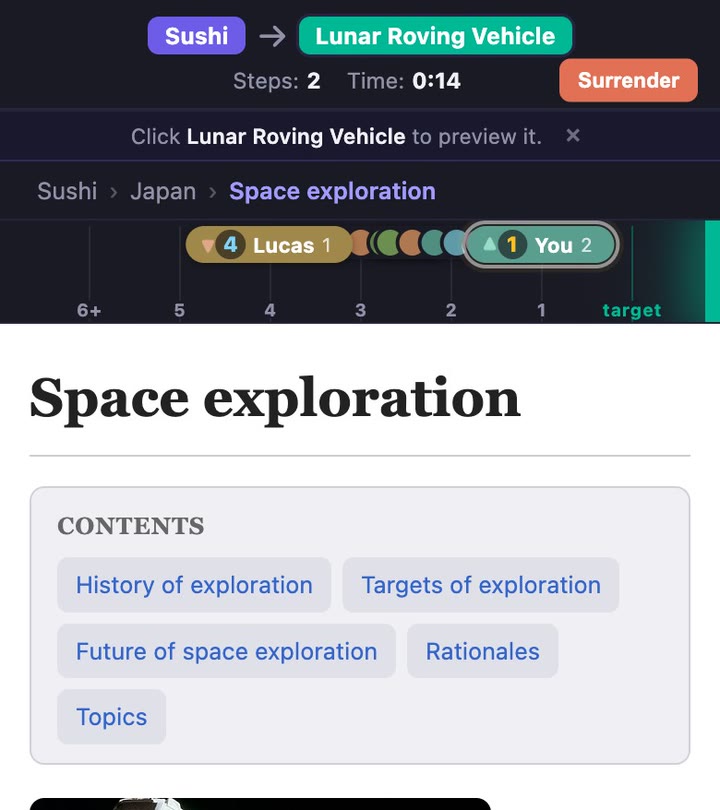 Sushi → Lunar Roving Vehicle
Steps: 2 Time: 0:14 Surrender
Click Lunar Roving Vehicle to preview it. ×
Sushi › Japan › Space exploration
▼ 4 Lucas 1 ▲ 1 You 2
6+ 5 4 3 2 1 target
Space exploration
CONTENTS
History of exploration Targets of exploration
Future of space exploration Rationales
Topics